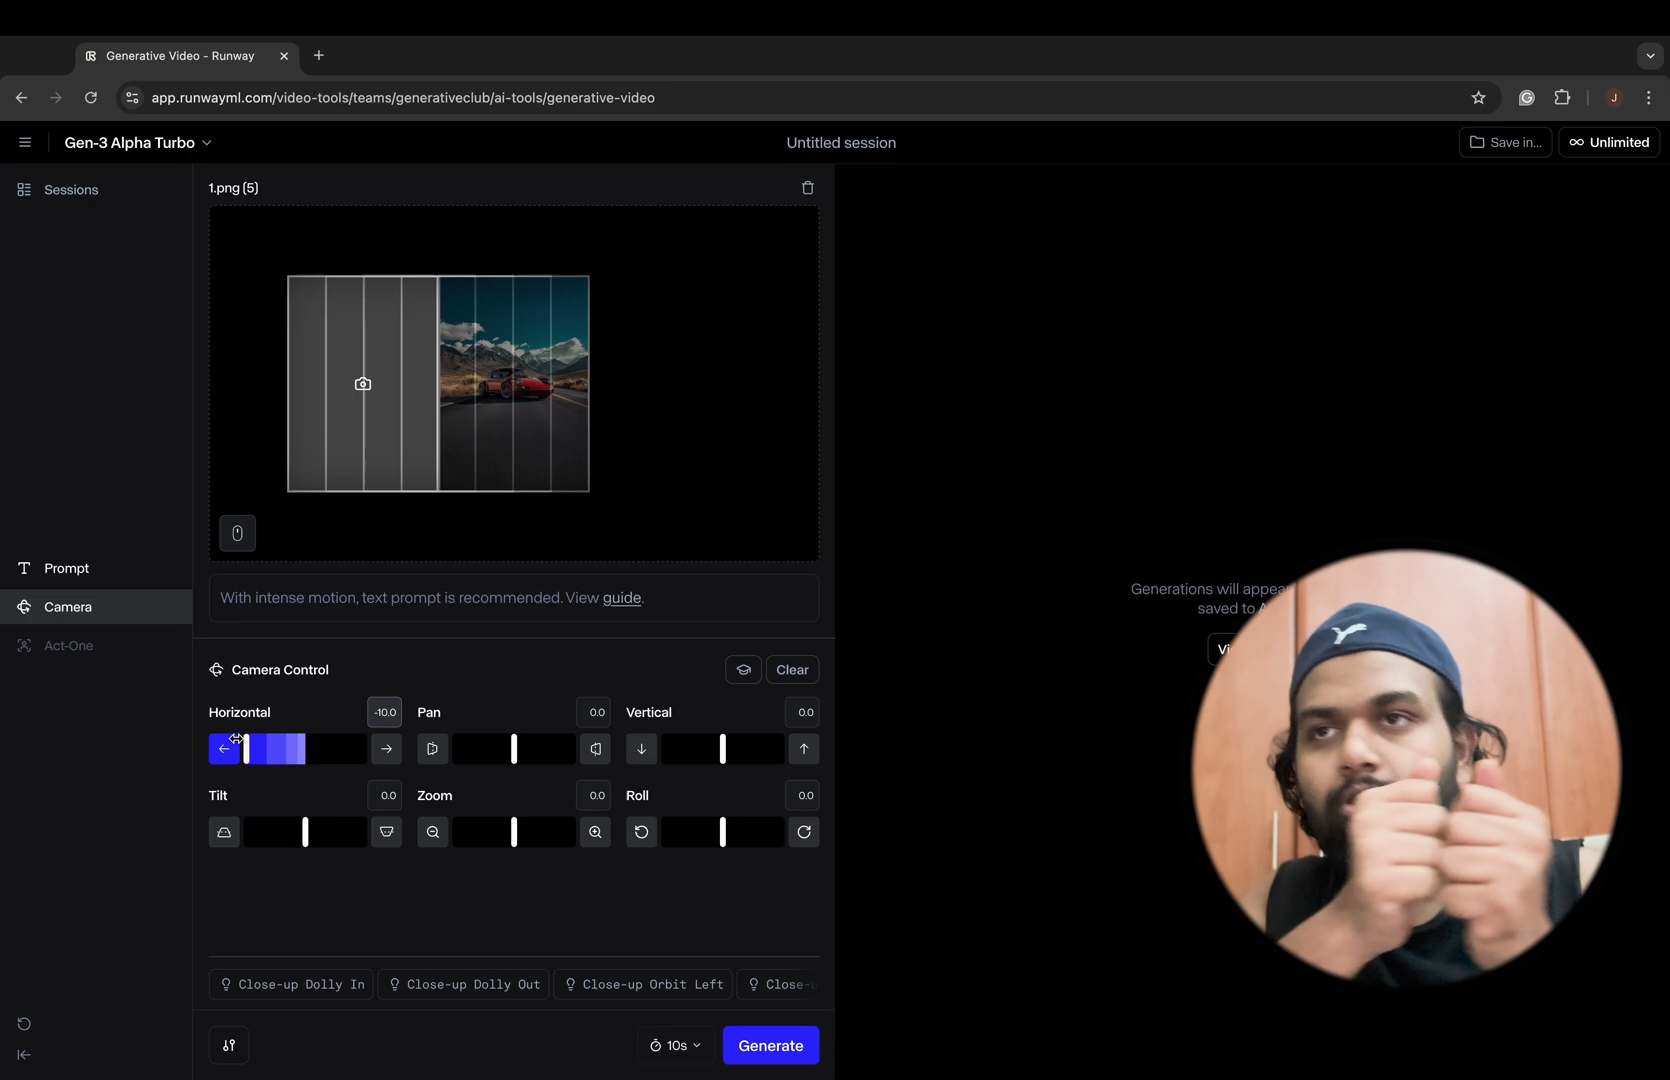 Generative Video - Runway
app.runwayml.com/video-tools/teams/generativeclub/ai-tools/generative-video
J
Gen-3 Alpha Turbo
Untitled session
Save in...
Unlimited
Sessions
1.png (5)
Prompt
Camera
Act-One
With intense motion, text prompt is recommended. View guide.
Generations will appear
saved to A
Vi
Camera Control
Clear
Horizontal -10.0 Pan 0.0 Vertical 0.0
Tilt 0.0 Zoom 0.0 Roll 0.0
Close-up Dolly In Close-up Dolly Out Close-up Orbit Left Close-u
10s Generate